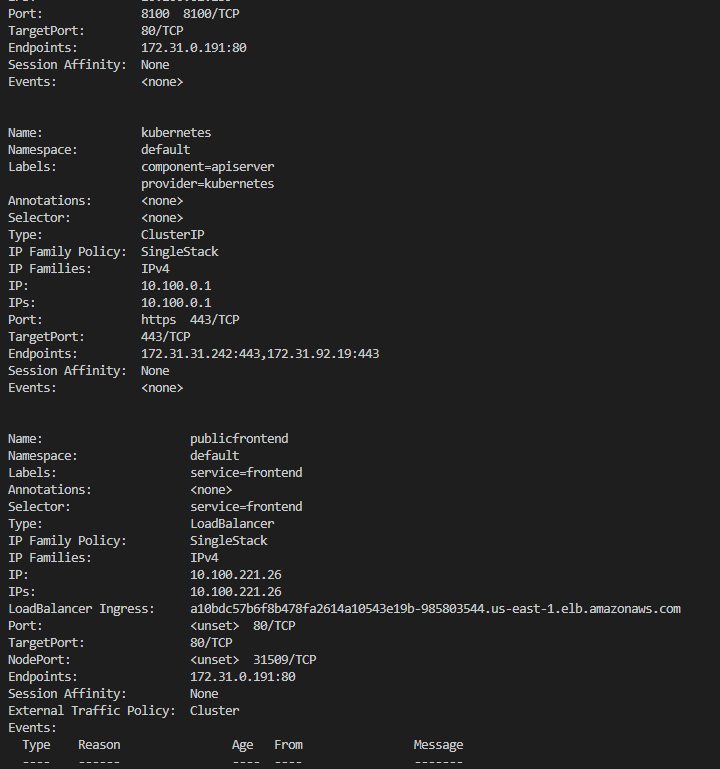 Port:              8100  8100/TCP
TargetPort:        80/TCP
Endpoints:         172.31.0.191:80
Session Affinity:  None
Events:            <none>
Name:              kubernetes
Namespace:         default
Labels:            component=apiserver
                   provider=kubernetes
Annotations:       <none>
Selector:          <none>
Type:              ClusterIP
IP Family Policy:  SingleStack
IP Families:       IPv4
IP:                10.100.0.1
IPs:               10.100.0.1
Port:              https  443/TCP
TargetPort:        443/TCP
Endpoints:         172.31.31.242:443,172.31.92.19:443
Session Affinity:  None
Events:            <none>
Name:                     publicfrontend
Namespace:                default
Labels:                   service=frontend
Annotations:              <none>
Selector:                 service=frontend
Type:                     LoadBalancer
IP Family Policy:         SingleStack
IP Families:              IPv4
IP:                       10.100.221.26
IPs:                      10.100.221.26
LoadBalancer Ingress:     a10bdc57b6f8b478fa2614a10543e19b-985803544.us-east-1.elb.amazonaws.com
Port:                     <unset>  80/TCP
TargetPort:               80/TCP
NodePort:                 <unset>  31509/TCP
Endpoints:                172.31.0.191:80
Session Affinity:         None
External Traffic Policy:  Cluster
Events:
  Type    Reason                Age   From                Message
  ----    ------                ----  ----                -------